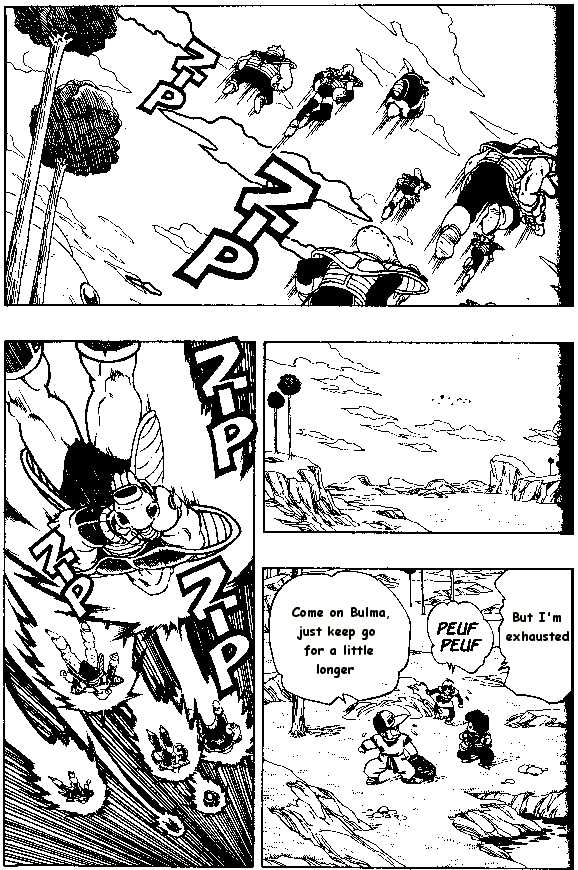 ZIP
ZIP
ZIP
ZIP
ZIP
Come on Bulma,
just keep go
for a little
longer
PEUF
PEUF
But I'm
exhausted